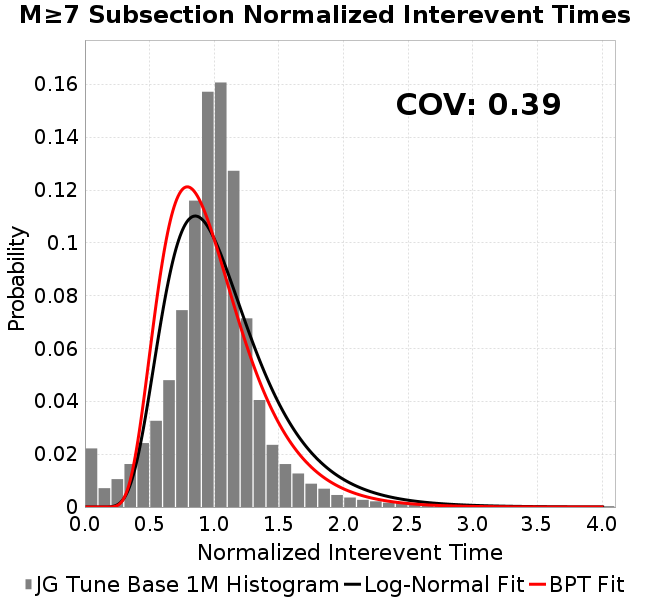 M≥7 Subsection Normalized Interevent Times
COV: 0.39
Probability
0.16
0.14
0.12
0.1
0.08
0.06
0.04
0.02
0
0.0 0.5 1.0 1.5 2.0 2.5 3.0 3.5 4.0
Normalized Interevent Time
JG Tune Base 1M Histogram Log-Normal Fit BPT Fit